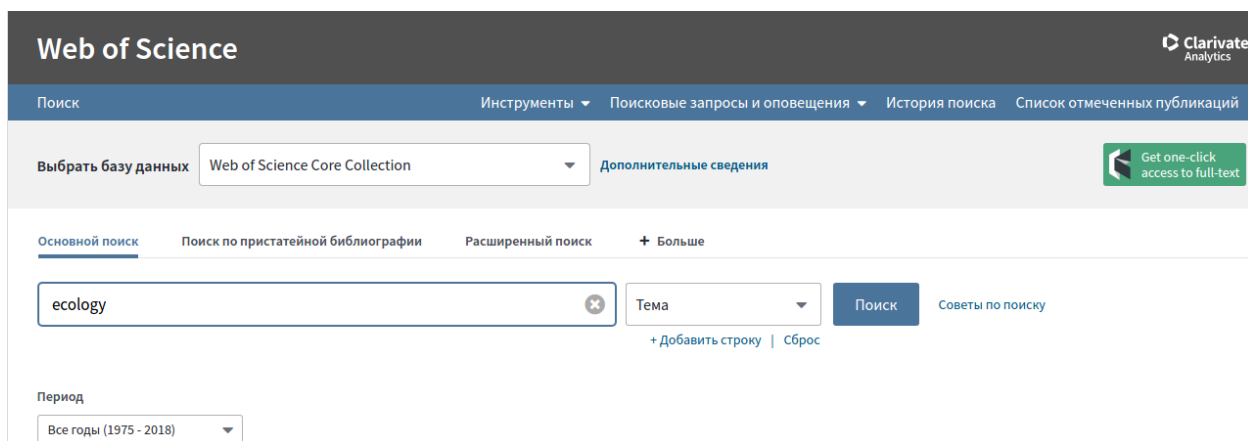 Web of Science
Clarivate
Analytics
Поиск
Инструменты
Поисковые запросы и оповещения
История поиска
Список отмеченных публикаций
Выбрать базу данных
Web of Science Core Collection
Дополнительные сведения
Get one-click
access to full-text
Основной поиск
Поиск по пристатейной библиографии
Расширенный поиск
+ Больше
ecology
Тема
Поиск
Советы по поиску
+ Добавить строку | Сброс
Период
Все годы (1975 - 2018)